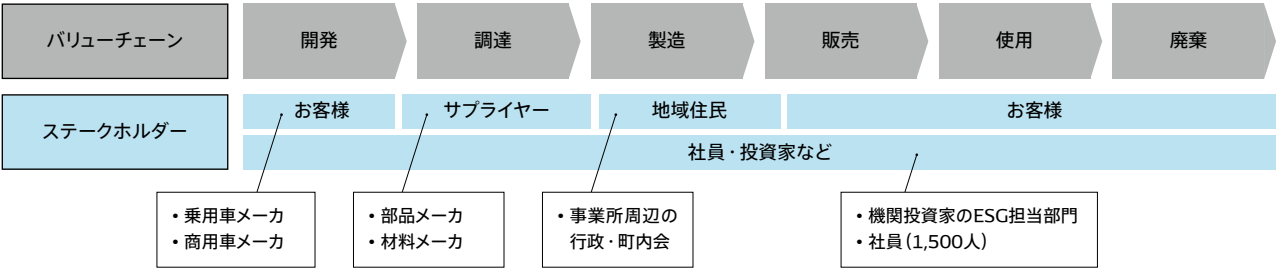 バリューチェーン
開発
調達
製造
販売
使用
廃棄
ステークホルダー
お客様
サプライヤー
地域住民
お客様
社員・投資家など
・乗用車メーカ
・商用車メーカ
・部品メーカ
・材料メーカ
・事業所周辺の
行政・町内会
・機関投資家のESG担当部門
・社員(1,500人)